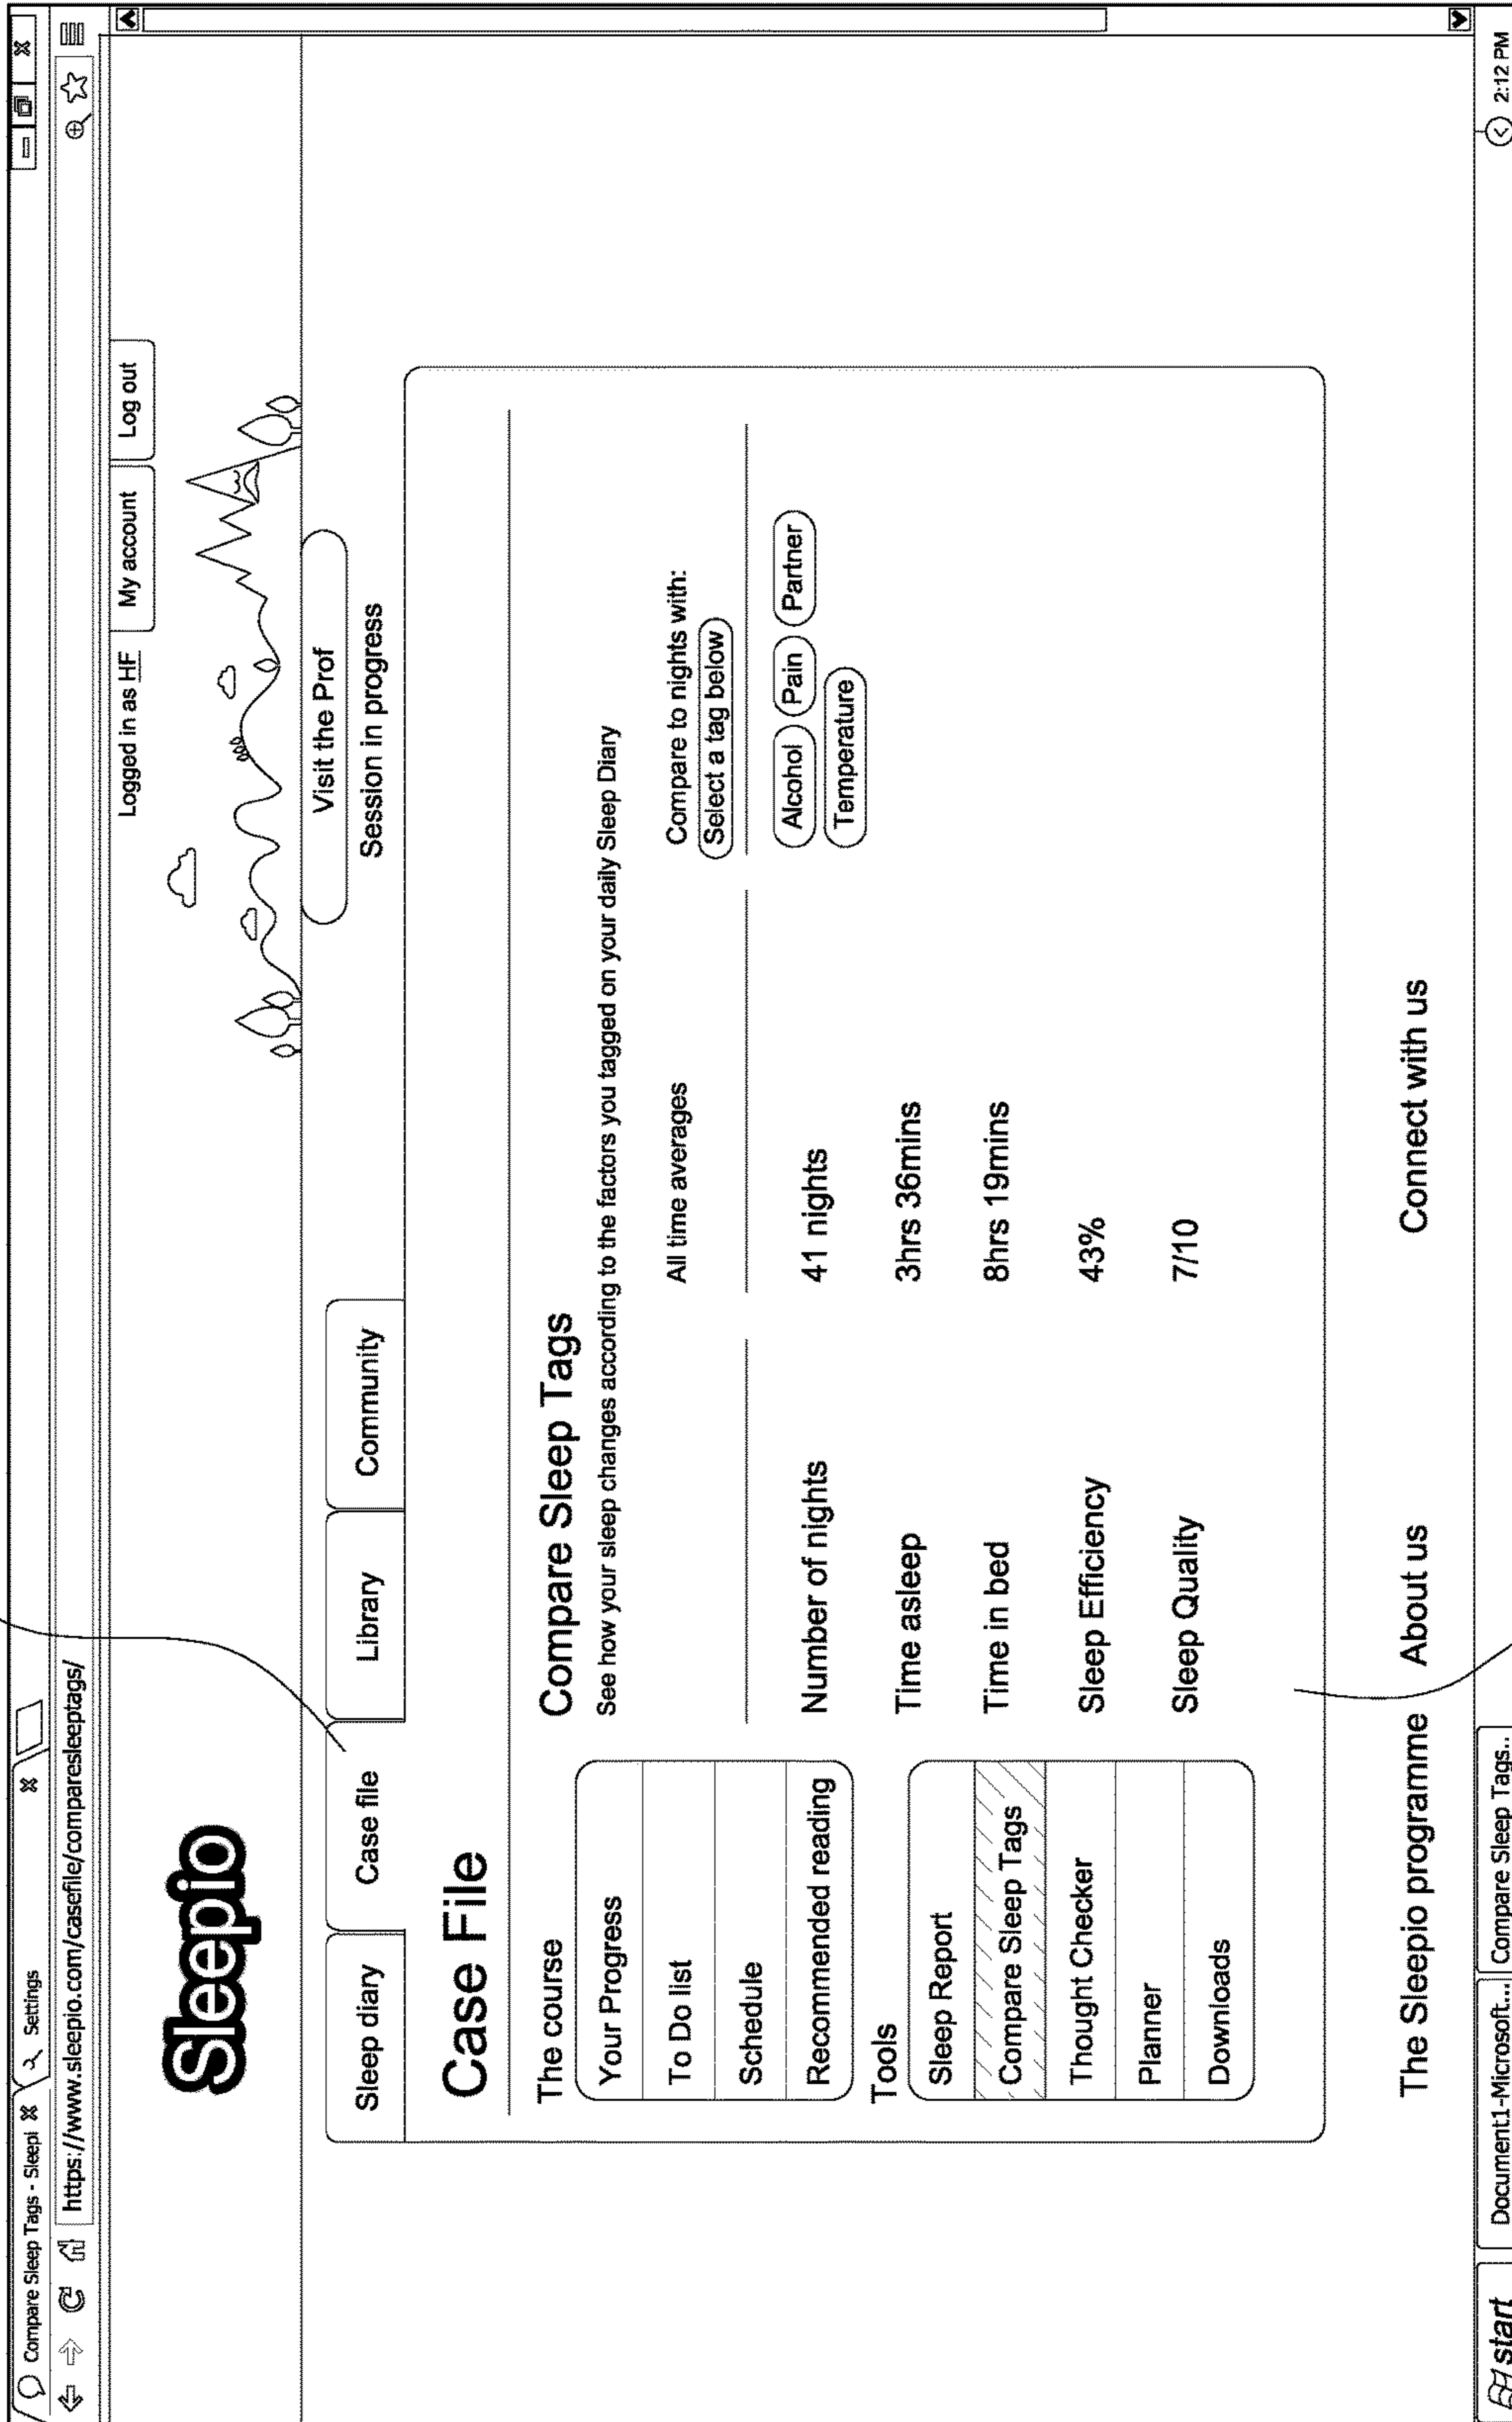 Compare Sleep Tags - Sleepi
Settings
https://www.sleepio.com/casefile/comparesleeptags/
Logged in as HF
My account
Log out
Sleepio
Visit the Prof
Session in progress
Sleep diary
Case file
Library
Community
Case File
The course
Your Progress
To Do list
Schedule
Recommended reading
Tools
Sleep Report
Compare Sleep Tags
Thought Checker
Planner
Downloads
Compare Sleep Tags
See how your sleep changes according to the factors you tagged on your daily Sleep Diary
All time averages
Compare to nights with:
Select a tag below
Number of nights 41 nights
Alcohol Pain Partner
Temperature
Time asleep 3hrs 36mins
Time in bed 8hrs 19mins
Sleep Efficiency 43%
Sleep Quality 7/10
The Sleepio programme About us Connect with us
start
Document1-Microsoft...
Compare Sleep Tags..
2:12 PM